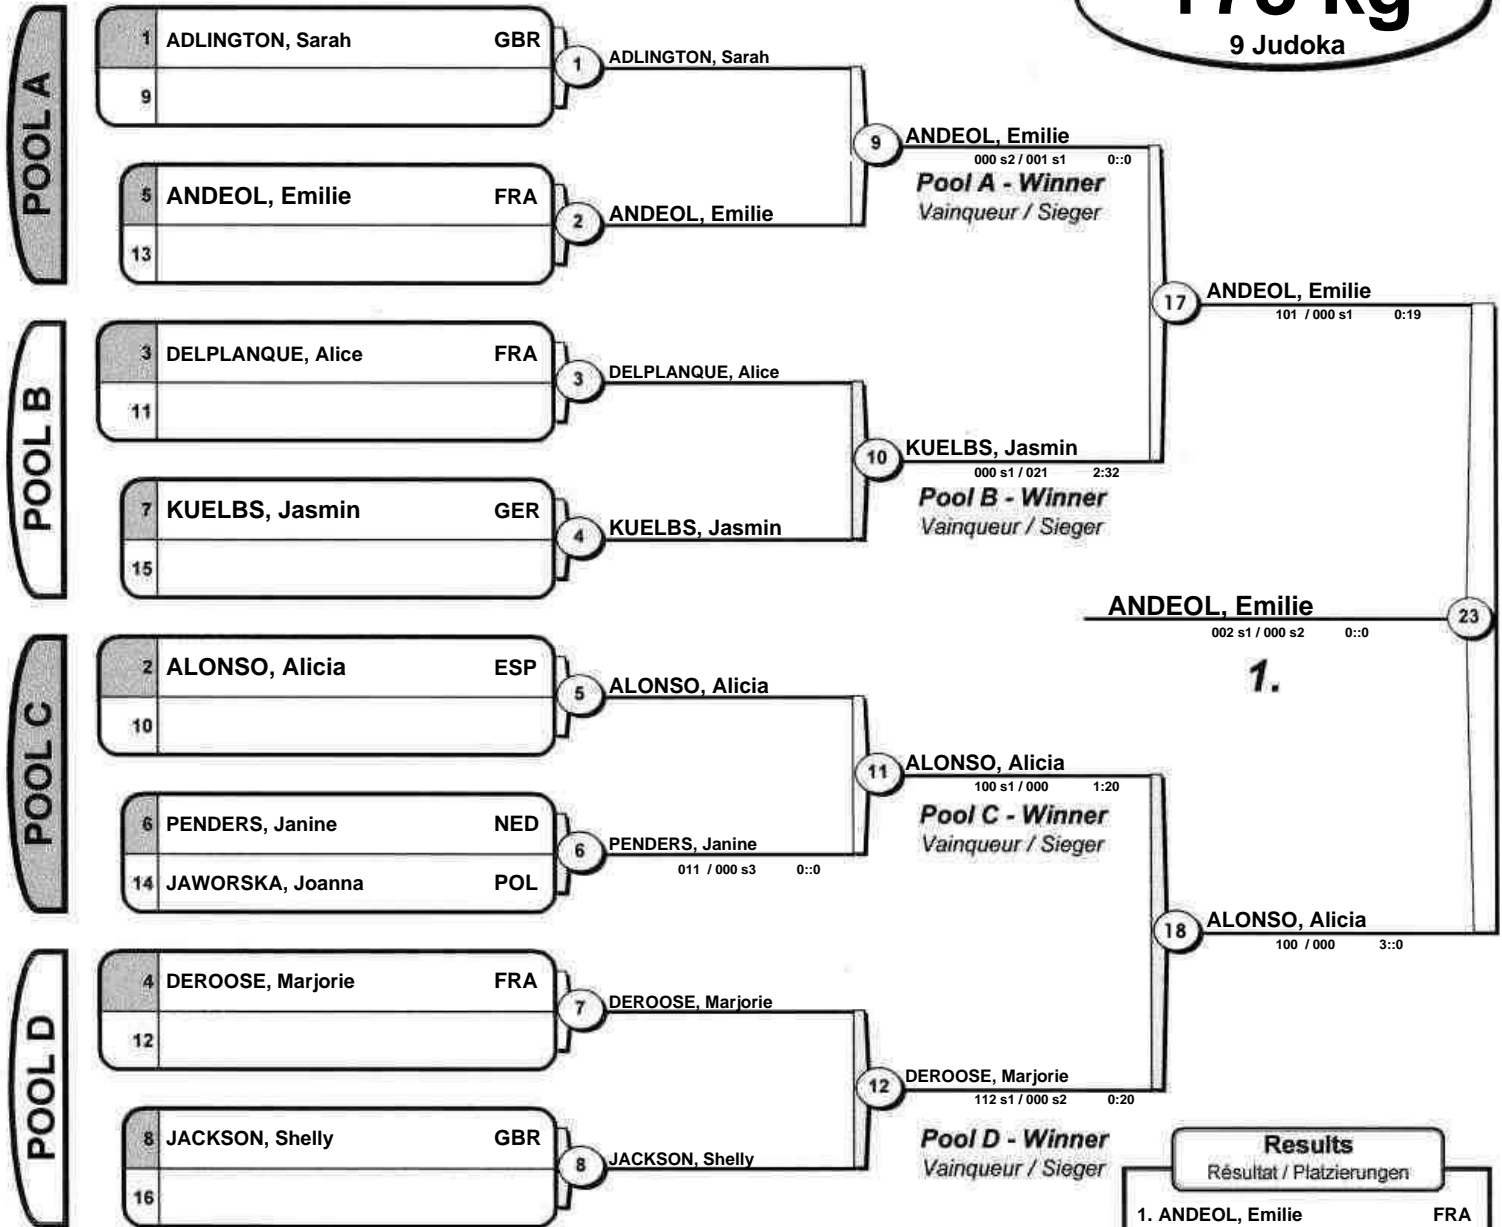 178 kg
9 Judoka
POOL A
1 ADLINGTON, Sarah GBR
9
1 ADLINGTON, Sarah
5 ANDEOL, Emilie FRA
13
2 ANDEOL, Emilie
9 ANDEOL, Emilie
000 s2 / 001 s1 0::0
Pool A - Winner
Vainqueur / Sieger
POOL B
3 DELPLANQUE, Alice FRA
11
3 DELPLANQUE, Alice
7 KUELBS, Jasmin GER
15
4 KUELBS, Jasmin
10 KUELBS, Jasmin
000 s1 / 021 2:32
Pool B - Winner
Vainqueur / Sieger
17 ANDEOL, Emilie
101 / 000 s1 0:19
POOL C
2 ALONSO, Alicia ESP
10
5 ALONSO, Alicia
6 PENDERS, Janine NED
14 JAWORSKA, Joanna POL
6 PENDERS, Janine
011 / 000 s3 0::0
11 ALONSO, Alicia
100 s1 / 000 1:20
Pool C - Winner
Vainqueur / Sieger
POOL D
4 DEROOSE, Marjorie FRA
12
7 DEROOSE, Marjorie
8 JACKSON, Shelly GBR
16
8 JACKSON, Shelly
12 DEROOSE, Marjorie
112 s1 / 000 s2 0:20
Pool D - Winner
Vainqueur / Sieger
18 ALONSO, Alicia
100 / 000 3::0
ANDEOL, Emilie 23
002 s1 / 000 s2 0::0
1.
Results
Résultat / Platzierungen
1. ANDEOL, Emilie FRA